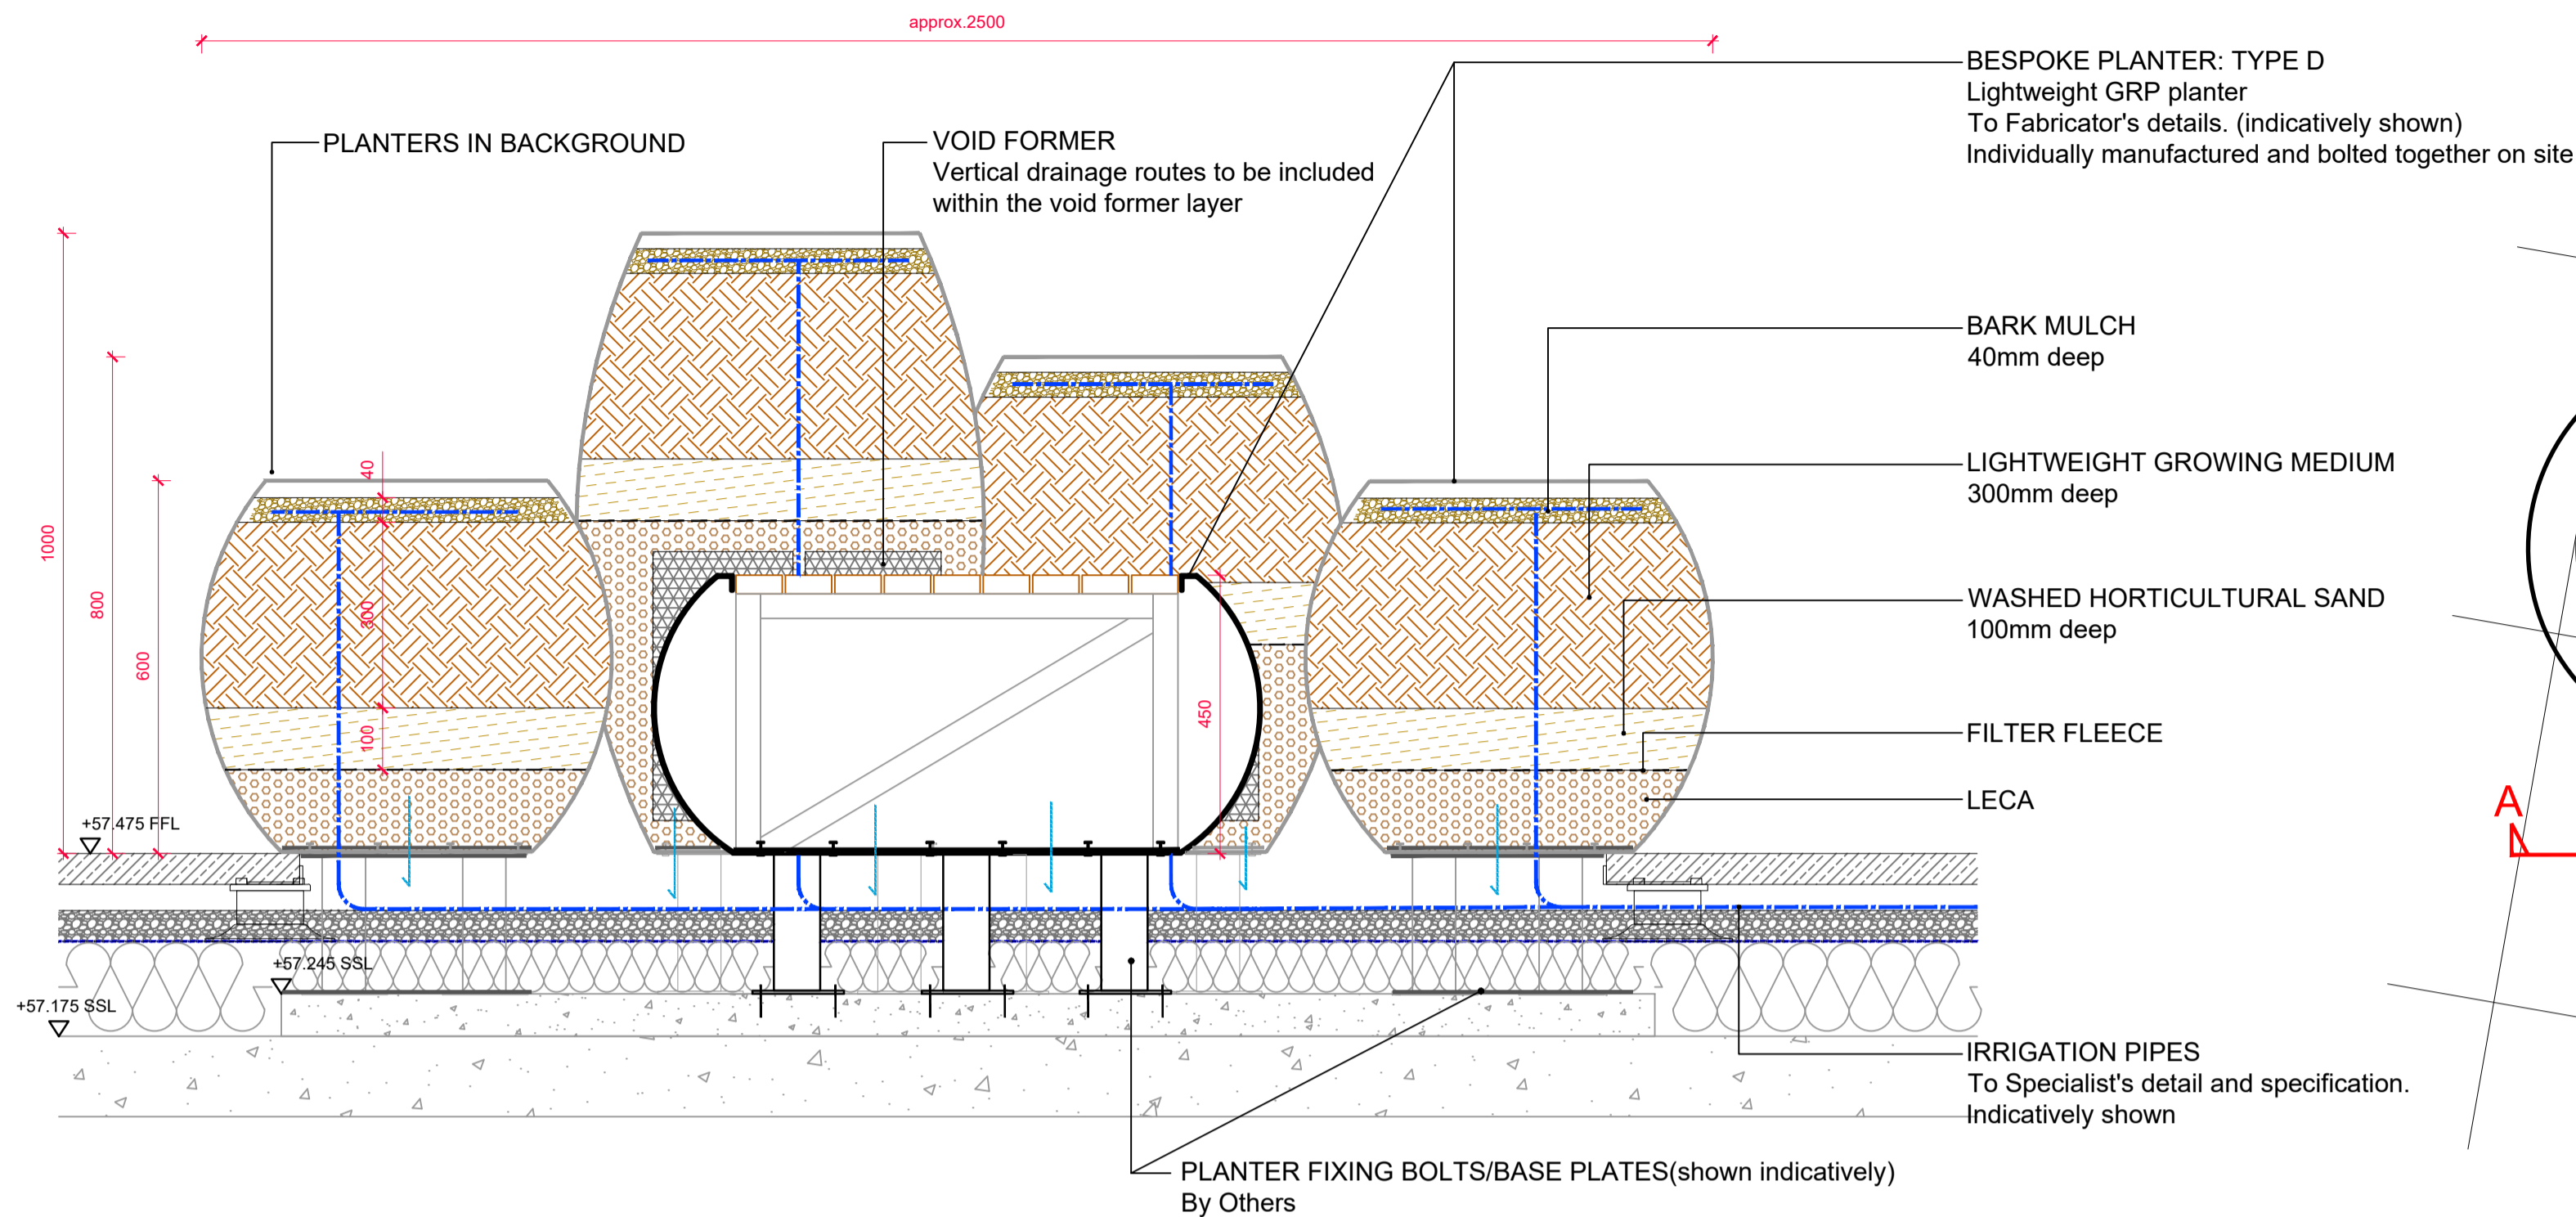 approx.2500
BESPOKE PLANTER: TYPE D
Lightweight GRP planter
To Fabricator's details. (indicatively shown)
Individually manufactured and bolted together on site
PLANTERS IN BACKGROUND
VOID FORMER
Vertical drainage routes to be included
within the void former layer
BARK MULCH
40mm deep
LIGHTWEIGHT GROWING MEDIUM
300mm deep
WASHED HORTICULTURAL SAND
100mm deep
FILTER FLEECE
LECA
1000
800
600
40
300
100
450
+57.475 FFL
+57.245 SSL
+57.175 SSL
A
IRRIGATION PIPES
To Specialist's detail and specification.
Indicatively shown
PLANTER FIXING BOLTS/BASE PLATES(shown indicatively)
By Others